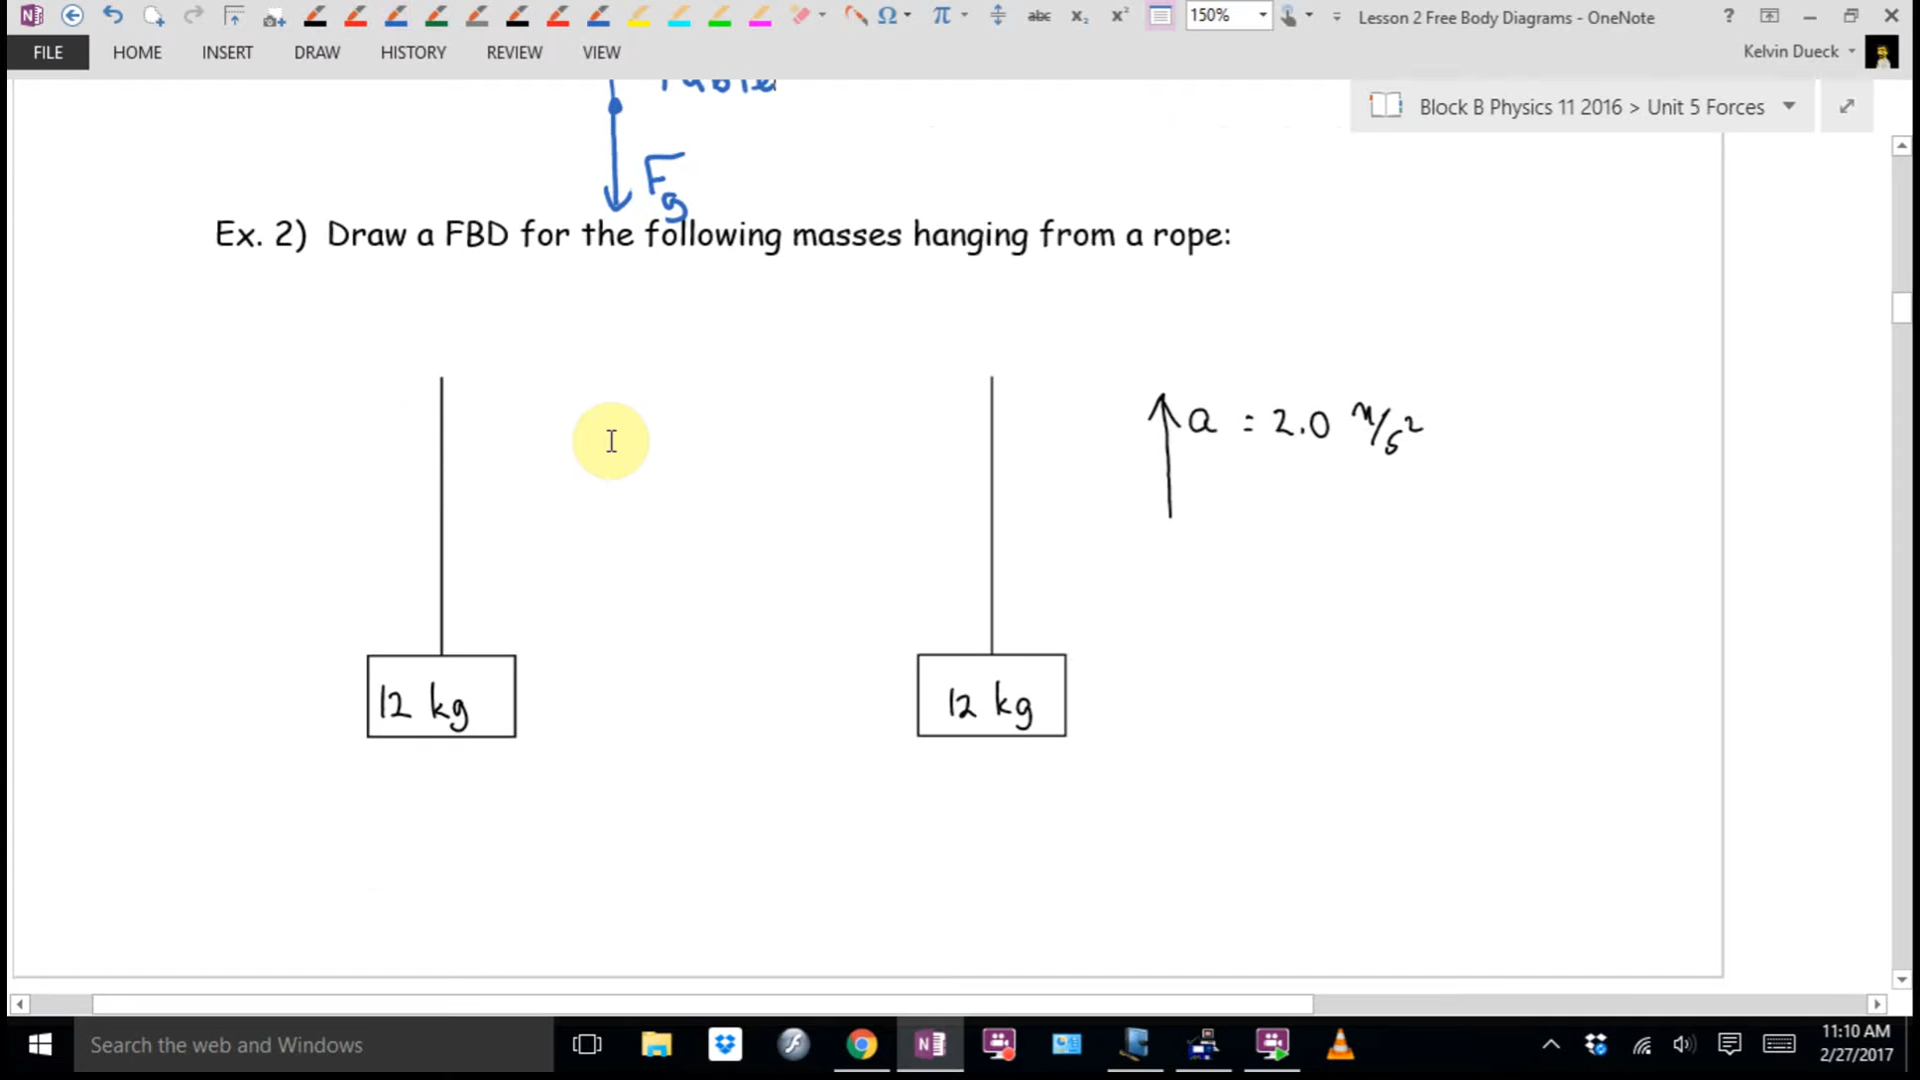 150%
Lesson 2 Free Body Diagrams - OneNote
FILE HOME INSERT DRAW HISTORY REVIEW VIEW
Kelvin Dueck
Block B Physics 11 2016 > Unit 5 Forces
Fg
Ex. 2) Draw a FBD for the following masses hanging from a rope:
a = 2.0 m/s²
12 kg
12 kg
Search the web and Windows
11:10 AM
2/27/2017